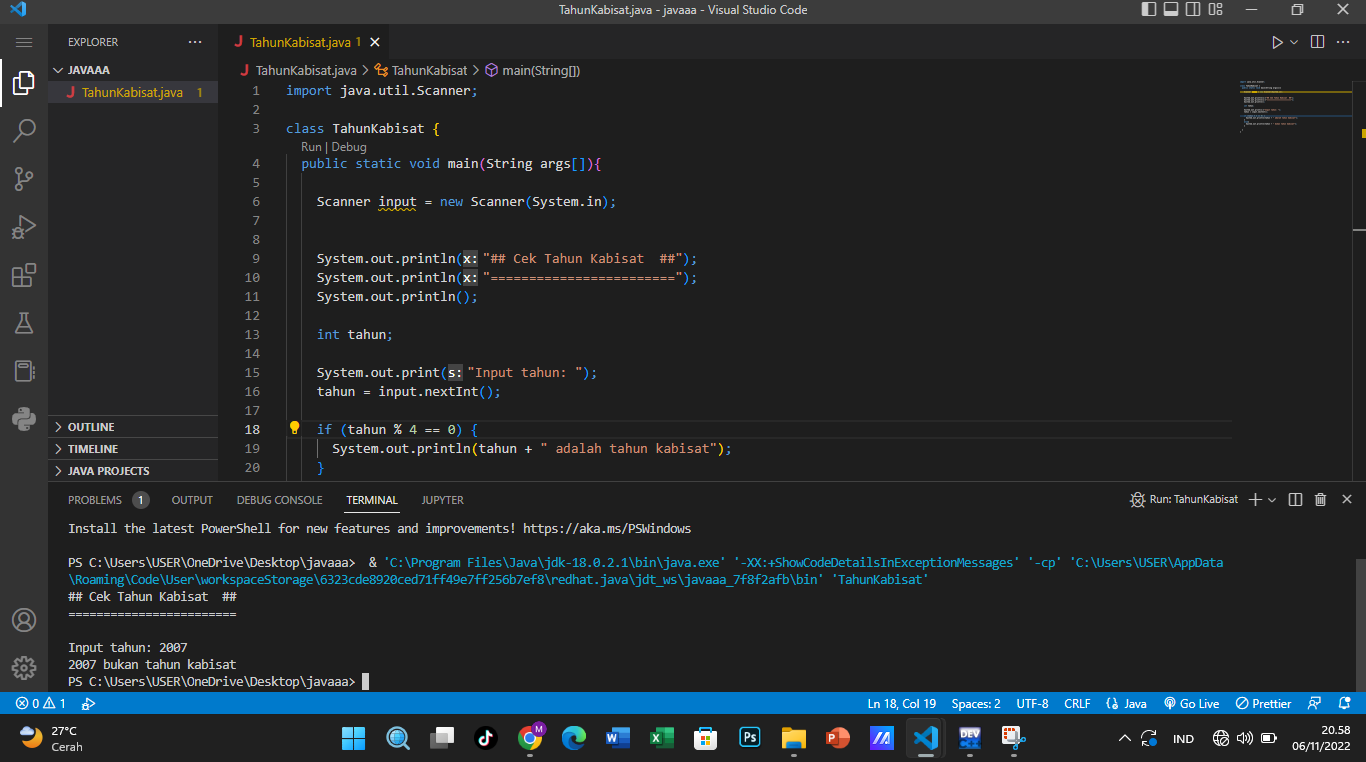 TahunKabisat.java - javaaa - Visual Studio Code
EXPLORER
JAVAAA
TahunKabisat.java 1
TahunKabisat.java 1
TahunKabisat.java > TahunKabisat > main(String[])
1 import java.util.Scanner;
2
3 class TahunKabisat {
Run | Debug
4 public static void main(String args[]){
5
6 Scanner input = new Scanner(System.in);
7
8
9 System.out.println(x: "## Cek Tahun Kabisat  ##");
10 System.out.println(x: "========================");
11 System.out.println();
12
13 int tahun;
14
15 System.out.print(s: "Input tahun: ");
16 tahun = input.nextInt();
17
18 if (tahun % 4 == 0) {
19 System.out.println(tahun + " adalah tahun kabisat");
20 }
OUTLINE
TIMELINE
JAVA PROJECTS
PROBLEMS 1 OUTPUT DEBUG CONSOLE TERMINAL JUPYTER
Run: TahunKabisat
Install the latest PowerShell for new features and improvements! https://aka.ms/PSWindows
PS C:\Users\USER\OneDrive\Desktop\javaaa>  & 'C:\Program Files\Java\jdk-18.0.2.1\bin\java.exe' '-XX:+ShowCodeDetailsInExceptionMessages' '-cp' 'C:\Users\USER\AppData
\Roaming\Code\User\workspaceStorage\6323cde8920ced71ff49e7ff256b7ef8\redhat.java\jdt_ws\javaaa_7f8f2afb\bin' 'TahunKabisat'
## Cek Tahun Kabisat  ##
========================
Input tahun: 2007
2007 bukan tahun kabisat
PS C:\Users\USER\OneDrive\Desktop\javaaa>
0 1
Ln 18, Col 19 Spaces: 2 UTF-8 CRLF {} Java Go Live Prettier
27°C
Cerah
M
W
X
Ps
P
DEV
C++
IND
20.58
06/11/2022